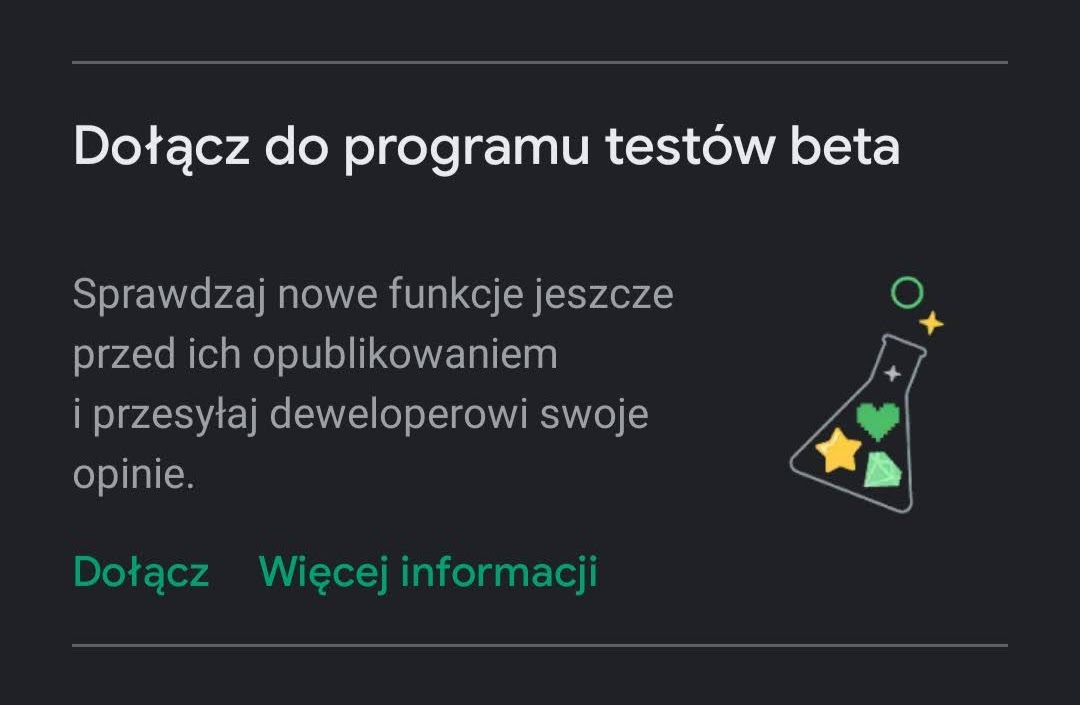 Dołącz do programu testów beta
Sprawdzaj nowe funkcje jeszcze
przed ich opublikowaniem
i przesyłaj deweloperowi swoje
opinie.
Dołącz Więcej informacji